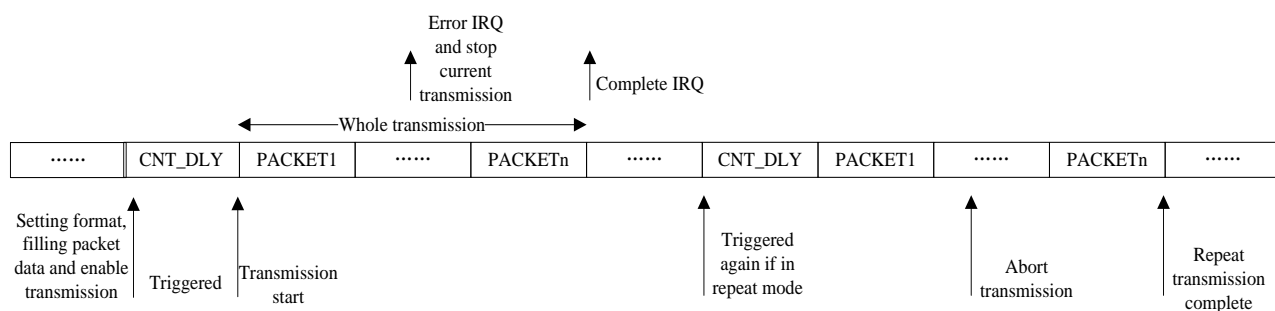 Error IRQ
and stop
current
transmission
Complete IRQ
Whole transmission
...... CNT_DLY PACKET1 ...... PACKETn ...... CNT_DLY PACKET1 ...... PACKETn ......
Setting format,
filling packet
data and enable
transmission
Triggered
Transmission
start
Triggered
again if in
repeat mode
Abort
transmission
Repeat
transmission
complete